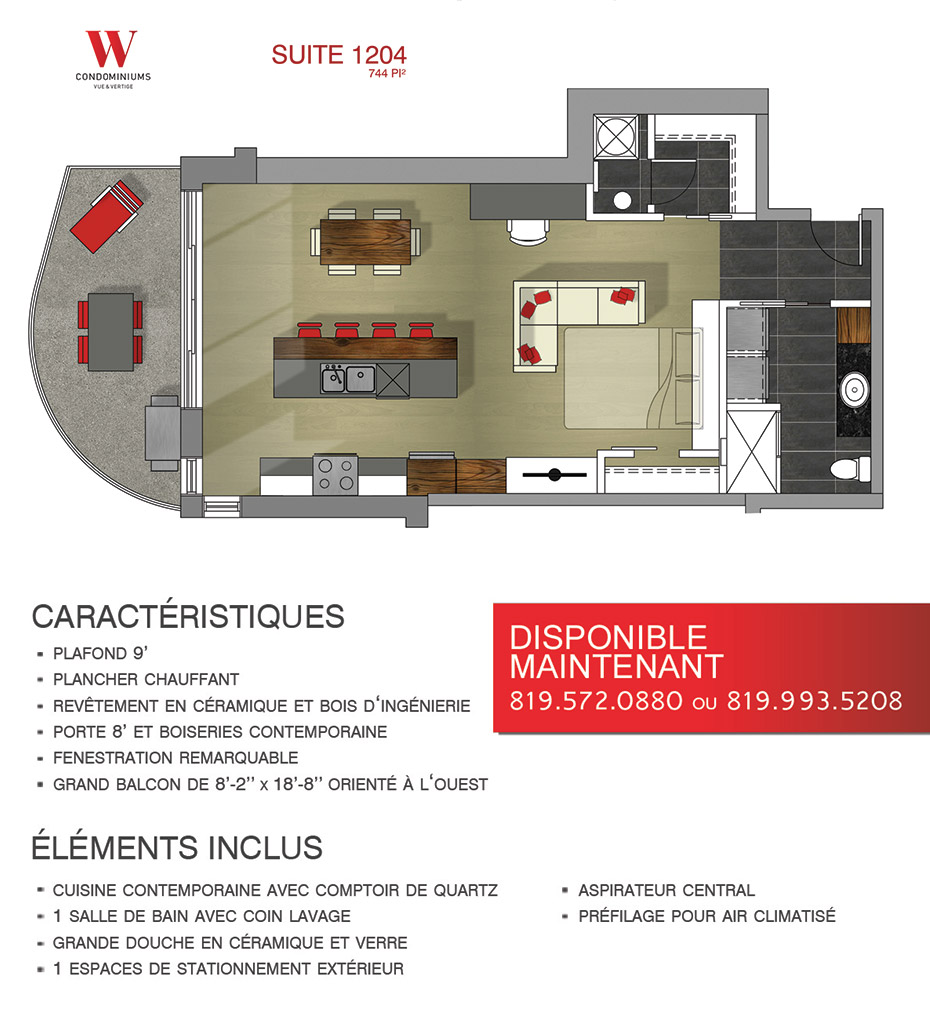 W
CONDOMINIUMS
VUE & VERTIGE
SUITE 1204
744 PI²
CARACTÉRISTIQUES
PLAFOND 9’
PLANCHER CHAUFFANT
REVÊTEMENT EN CÉRAMIQUE ET BOIS D‘INGÉNIERIE
PORTE 8’ ET BOISERIES CONTEMPORAINE
FENESTRATION REMARQUABLE
GRAND BALCON DE 8’-2’’ X 18’-8’’ ORIENTÉ À L‘OUEST
DISPONIBLE
MAINTENANT
819.572.0880 OU 819.993.5208
ÉLÉMENTS INCLUS
CUISINE CONTEMPORAINE AVEC COMPTOIR DE QUARTZ
1 SALLE DE BAIN AVEC COIN LAVAGE
GRANDE DOUCHE EN CÉRAMIQUE ET VERRE
1 ESPACES DE STATIONNEMENT EXTÉRIEUR
ASPIRATEUR CENTRAL
PRÉFILAGE POUR AIR CLIMATISÉ